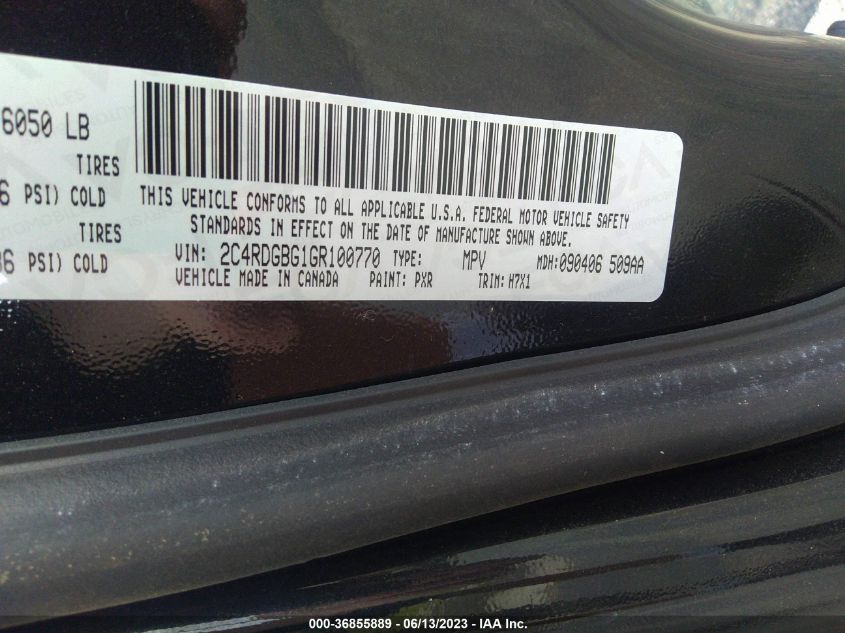 6050 LB
TIRES
6 PSI) COLD
THIS VEHICLE CONFORMS TO ALL APPLICABLE U.S.A. FEDERAL MOTOR VEHICLE SAFETY
STANDARDS IN EFFECT ON THE DATE OF MANUFACTURE SHOWN ABOVE.
TIRES
36 PSI) COLD
VIN: 2C4RDGBG1GR100770 TYPE: MPV MDH:090406 509AA
VEHICLE MADE IN CANADA PAINT: PXR TRIM: H7X1
000-36855889 - 06/13/2023 - IAA Inc.